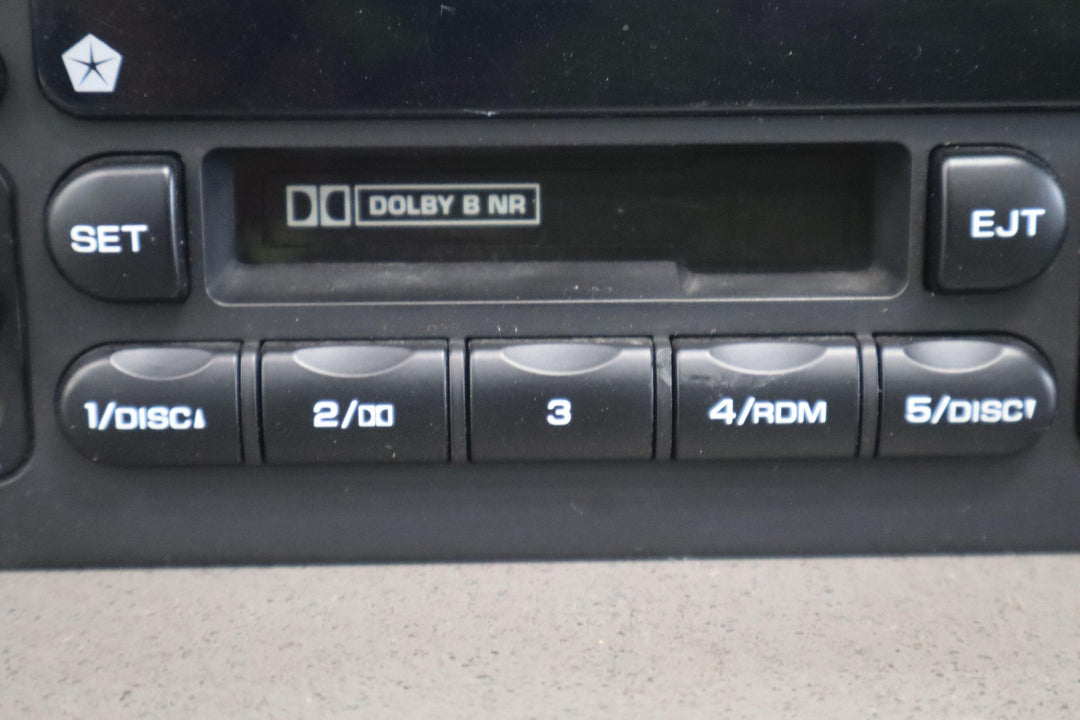 DOLBY B NR
SET
EJT
1/DISC▲
2/
3
4/RDM
5/DISC▼